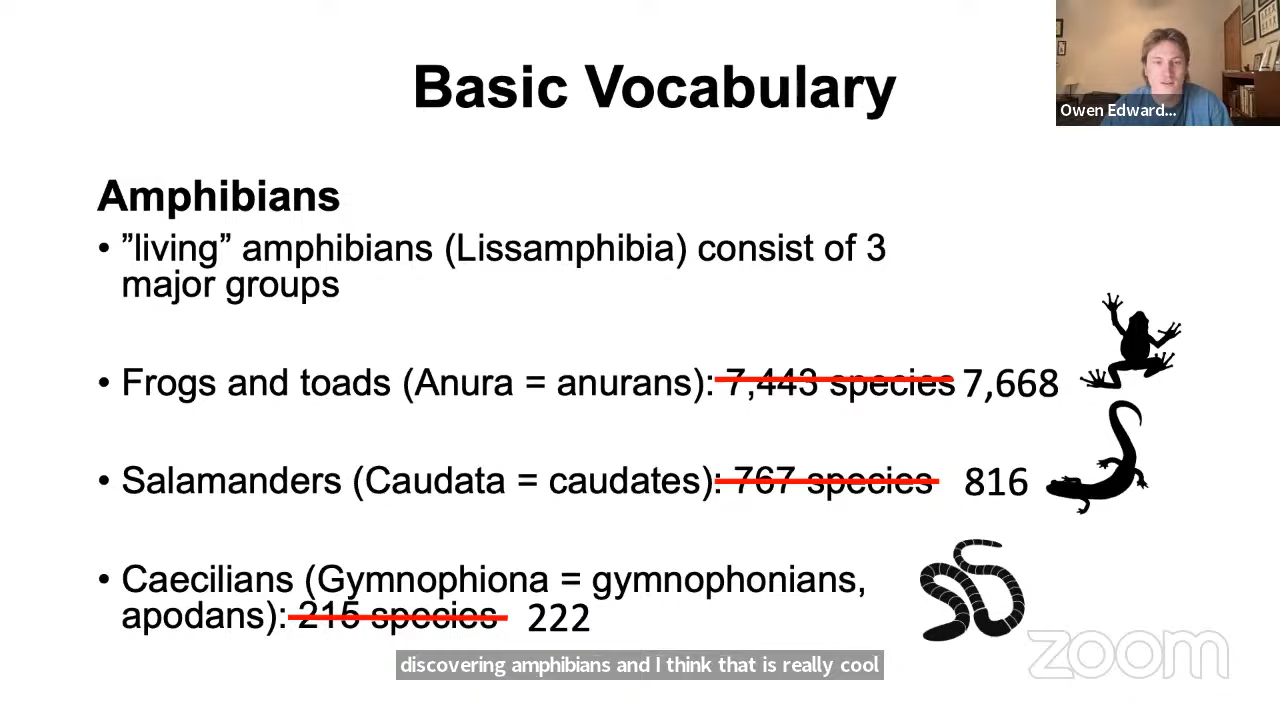 Basic Vocabulary
Owen Edward...
Amphibians
• ”living” amphibians (Lissamphibia) consist of 3
major groups
• Frogs and toads (Anura = anurans): 7,443 species 7,668
• Salamanders (Caudata = caudates): 767 species 816
• Caecilians (Gymnophiona = gymnophonians,
apodans): 215 species 222
discovering amphibians and I think that is really cool
zoom